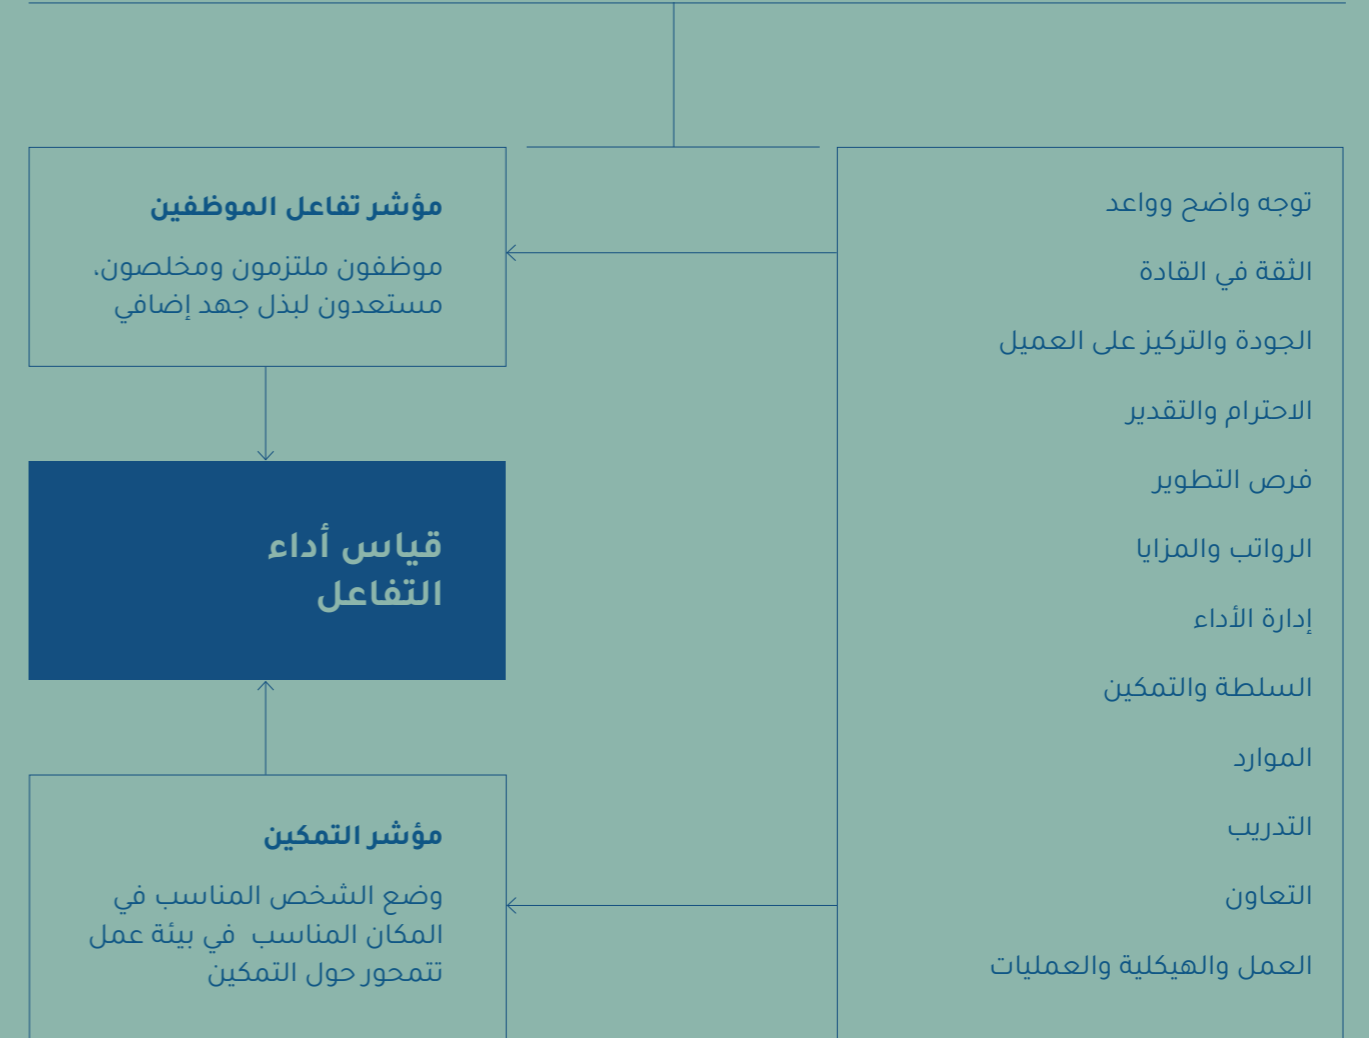 توجه واضح وواعد
الثقة في القادة
الجودة والتركيز على العميل
الاحترام والتقدير
فرص التطوير
الرواتب والمزايا
إدارة الأداء
السلطة والتمكين
الموارد
التدريب
التعاون
العمل والهيكلية والعمليات
مؤشر تفاعل الموظفين
موظفون ملتزمون ومخلصون،
مستعدون لبذل جهد إضافي
قياس أداء
التفاعل
مؤشر التمكين
وضع الشخص المناسب في
المكان المناسب في بيئة عمل
تتمحور حول التمكين